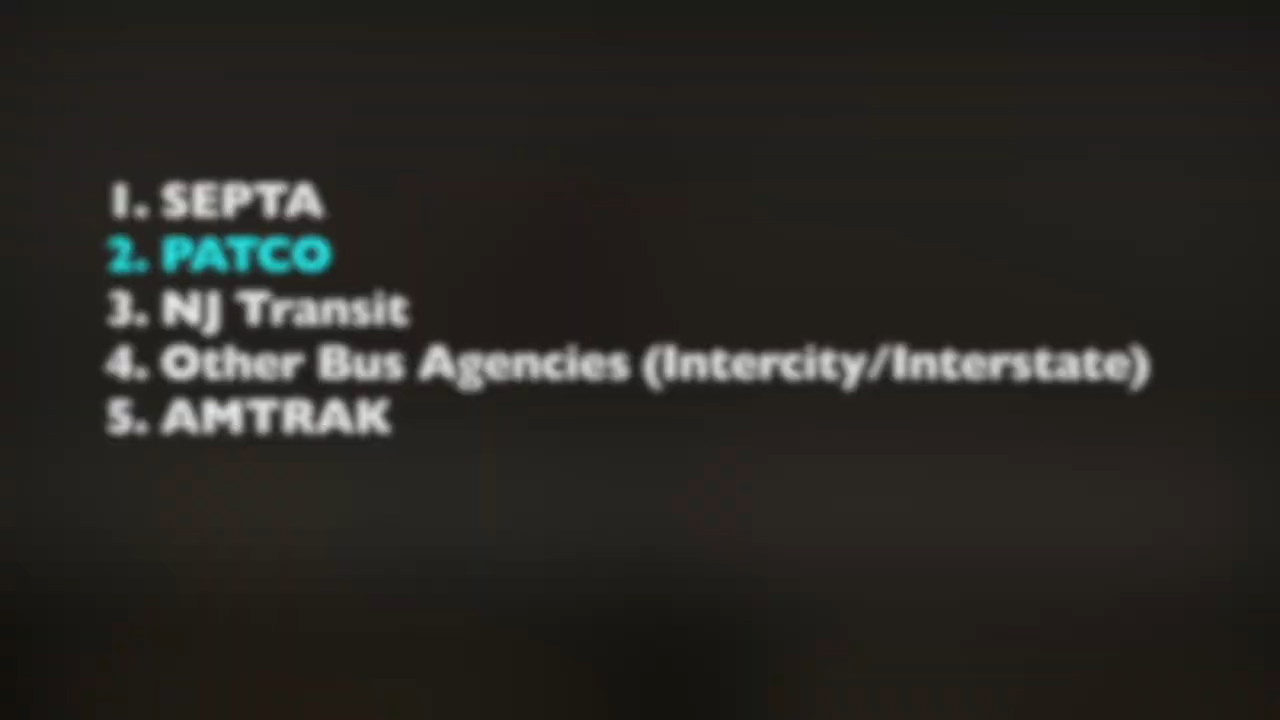 1. SEPTA
2. PATCO
3. NJ Transit
4. Other Bus Agencies (Intercity/Interstate)
5. AMTRAK